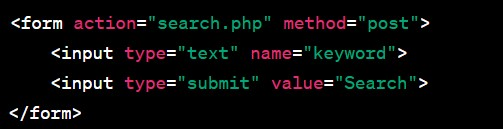 <form action="search.php" method="post">
    <input type="text" name="keyword">
    <input type="submit" value="Search">
</form>